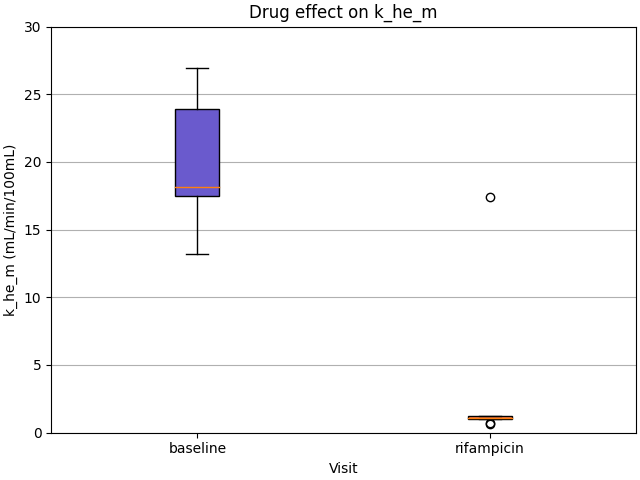 Drug effect on k_he_m
k_he_m (mL/min/100mL)
30
25
20
15
10
5
0
baseline
rifampicin
Visit